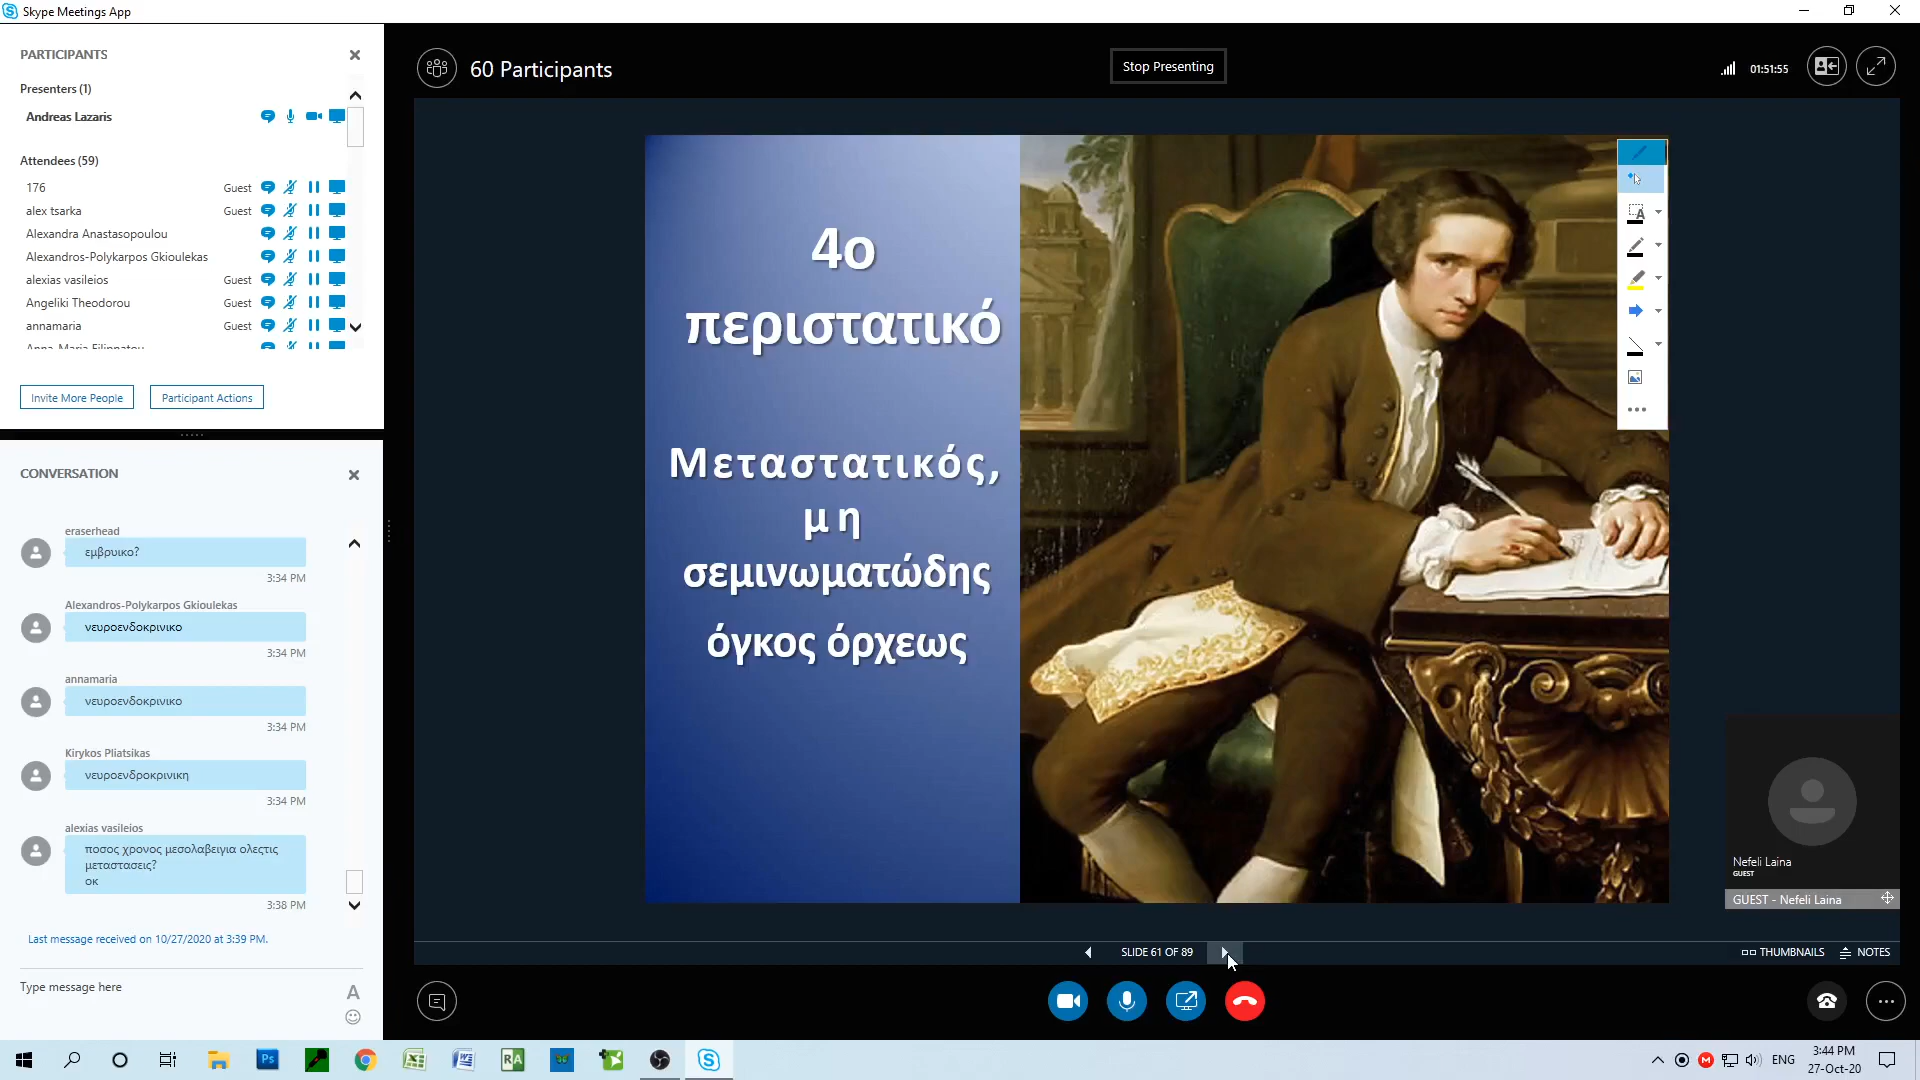 Skype Meetings App
PARTICIPANTS
Presenters (1)
Andreas Lazaris
Attendees (59)
176 Guest
alex tsarka Guest
Alexandra Anastasopoulou
Alexandros-Polykarpos Gkioulekas
alexias vasileios Guest
Angeliki Theodorou Guest
annamaria Guest
Anna-Maria Filippatou
Invite More People
Participant Actions
CONVERSATION
eraserhead
εμβρυικο?
3:34 PM
Alexandros-Polykarpos Gkioulekas
νευροενδοκρινικο
3:34 PM
annamaria
νευροενδοκρινικο
3:34 PM
Kirykos Pliatsikas
νευροενδροκρινικη
3:34 PM
alexias vasileios
ποσος χρονος μεσολαβειγια ολεςτις
μεταστασεις?
οκ
3:38 PM
Last message received on 10/27/2020 at 3:39 PM.
Type message here
60 Participants
Stop Presenting
01:51:55
4ο
περιστατικό
Μεταστατικός,
μη
σεμινωματώδης
όγκος όρχεως
Nefeli Laina
GUEST
GUEST - Nefeli Laina
SLIDE 61 OF 89
THUMBNAILS
NOTES
ENG
3:44 PM
27-Oct-20